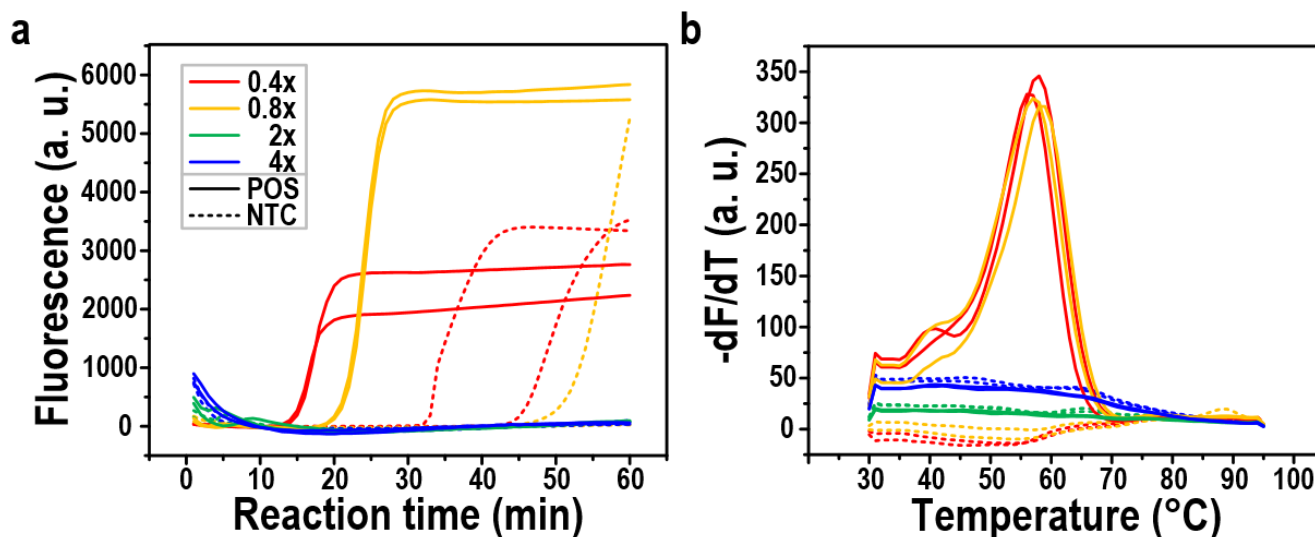 a
Fluorescence (a. u.)
6000
5000
4000
3000
2000
1000
0
0.4x
0.8x
2x
4x
POS
NTC
0 10 20 30 40 50 60
Reaction time (min)
b
-dF/dT (a. u.)
350
300
250
200
150
100
50
0
20 30 40 50 60 70 80 90 100
Temperature (°C)